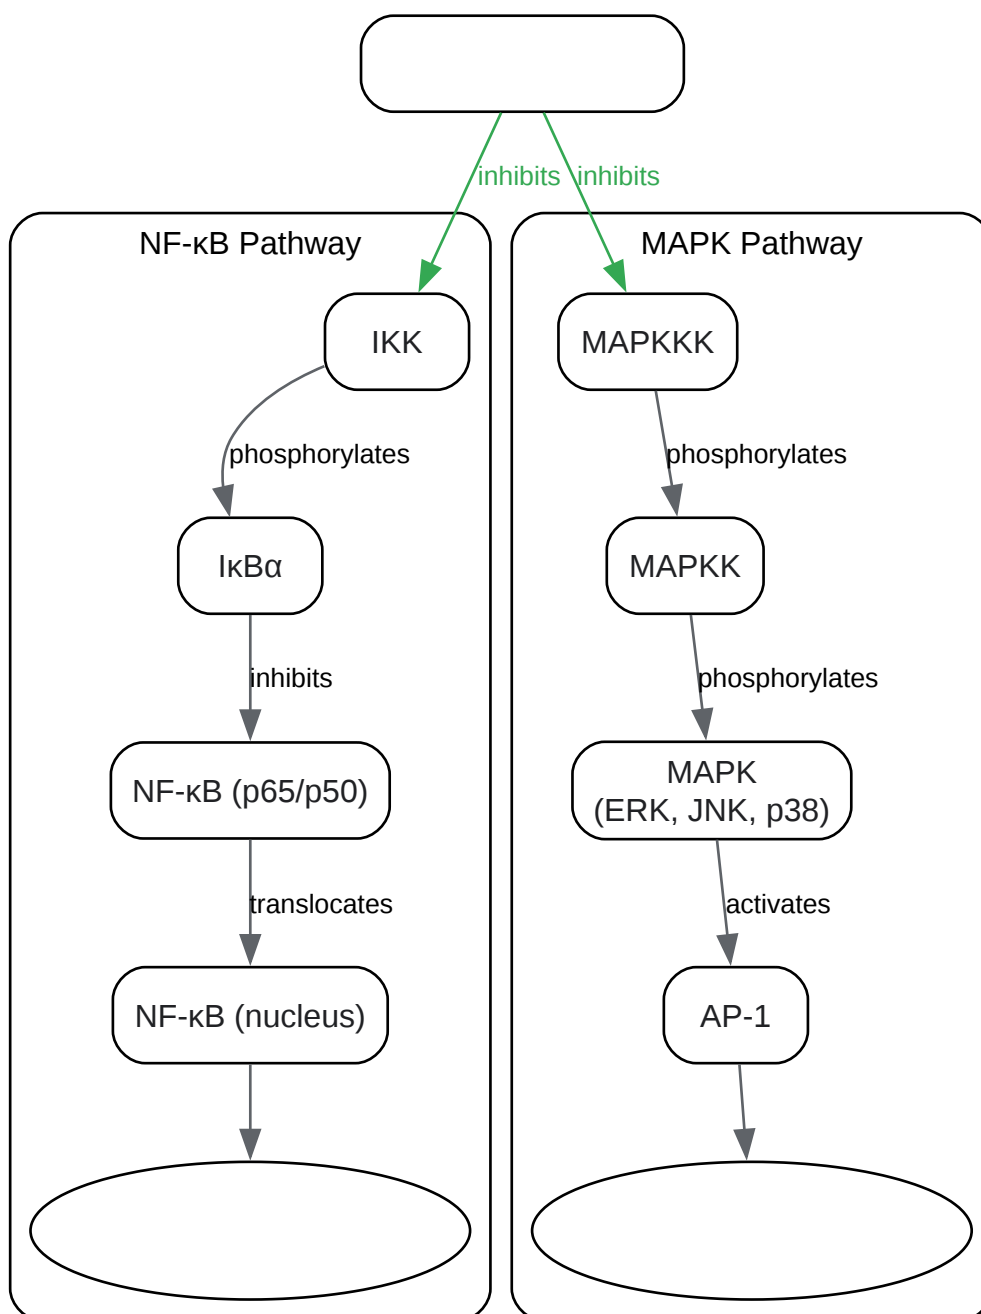 inhibits
inhibits
NF-κB Pathway
IKK
phosphorylates
IκBα
inhibits
NF-κB (p65/p50)
translocates
NF-κB (nucleus)
MAPK Pathway
MAPKKK
phosphorylates
MAPKK
phosphorylates
MAPK
(ERK, JNK, p38)
activates
AP-1